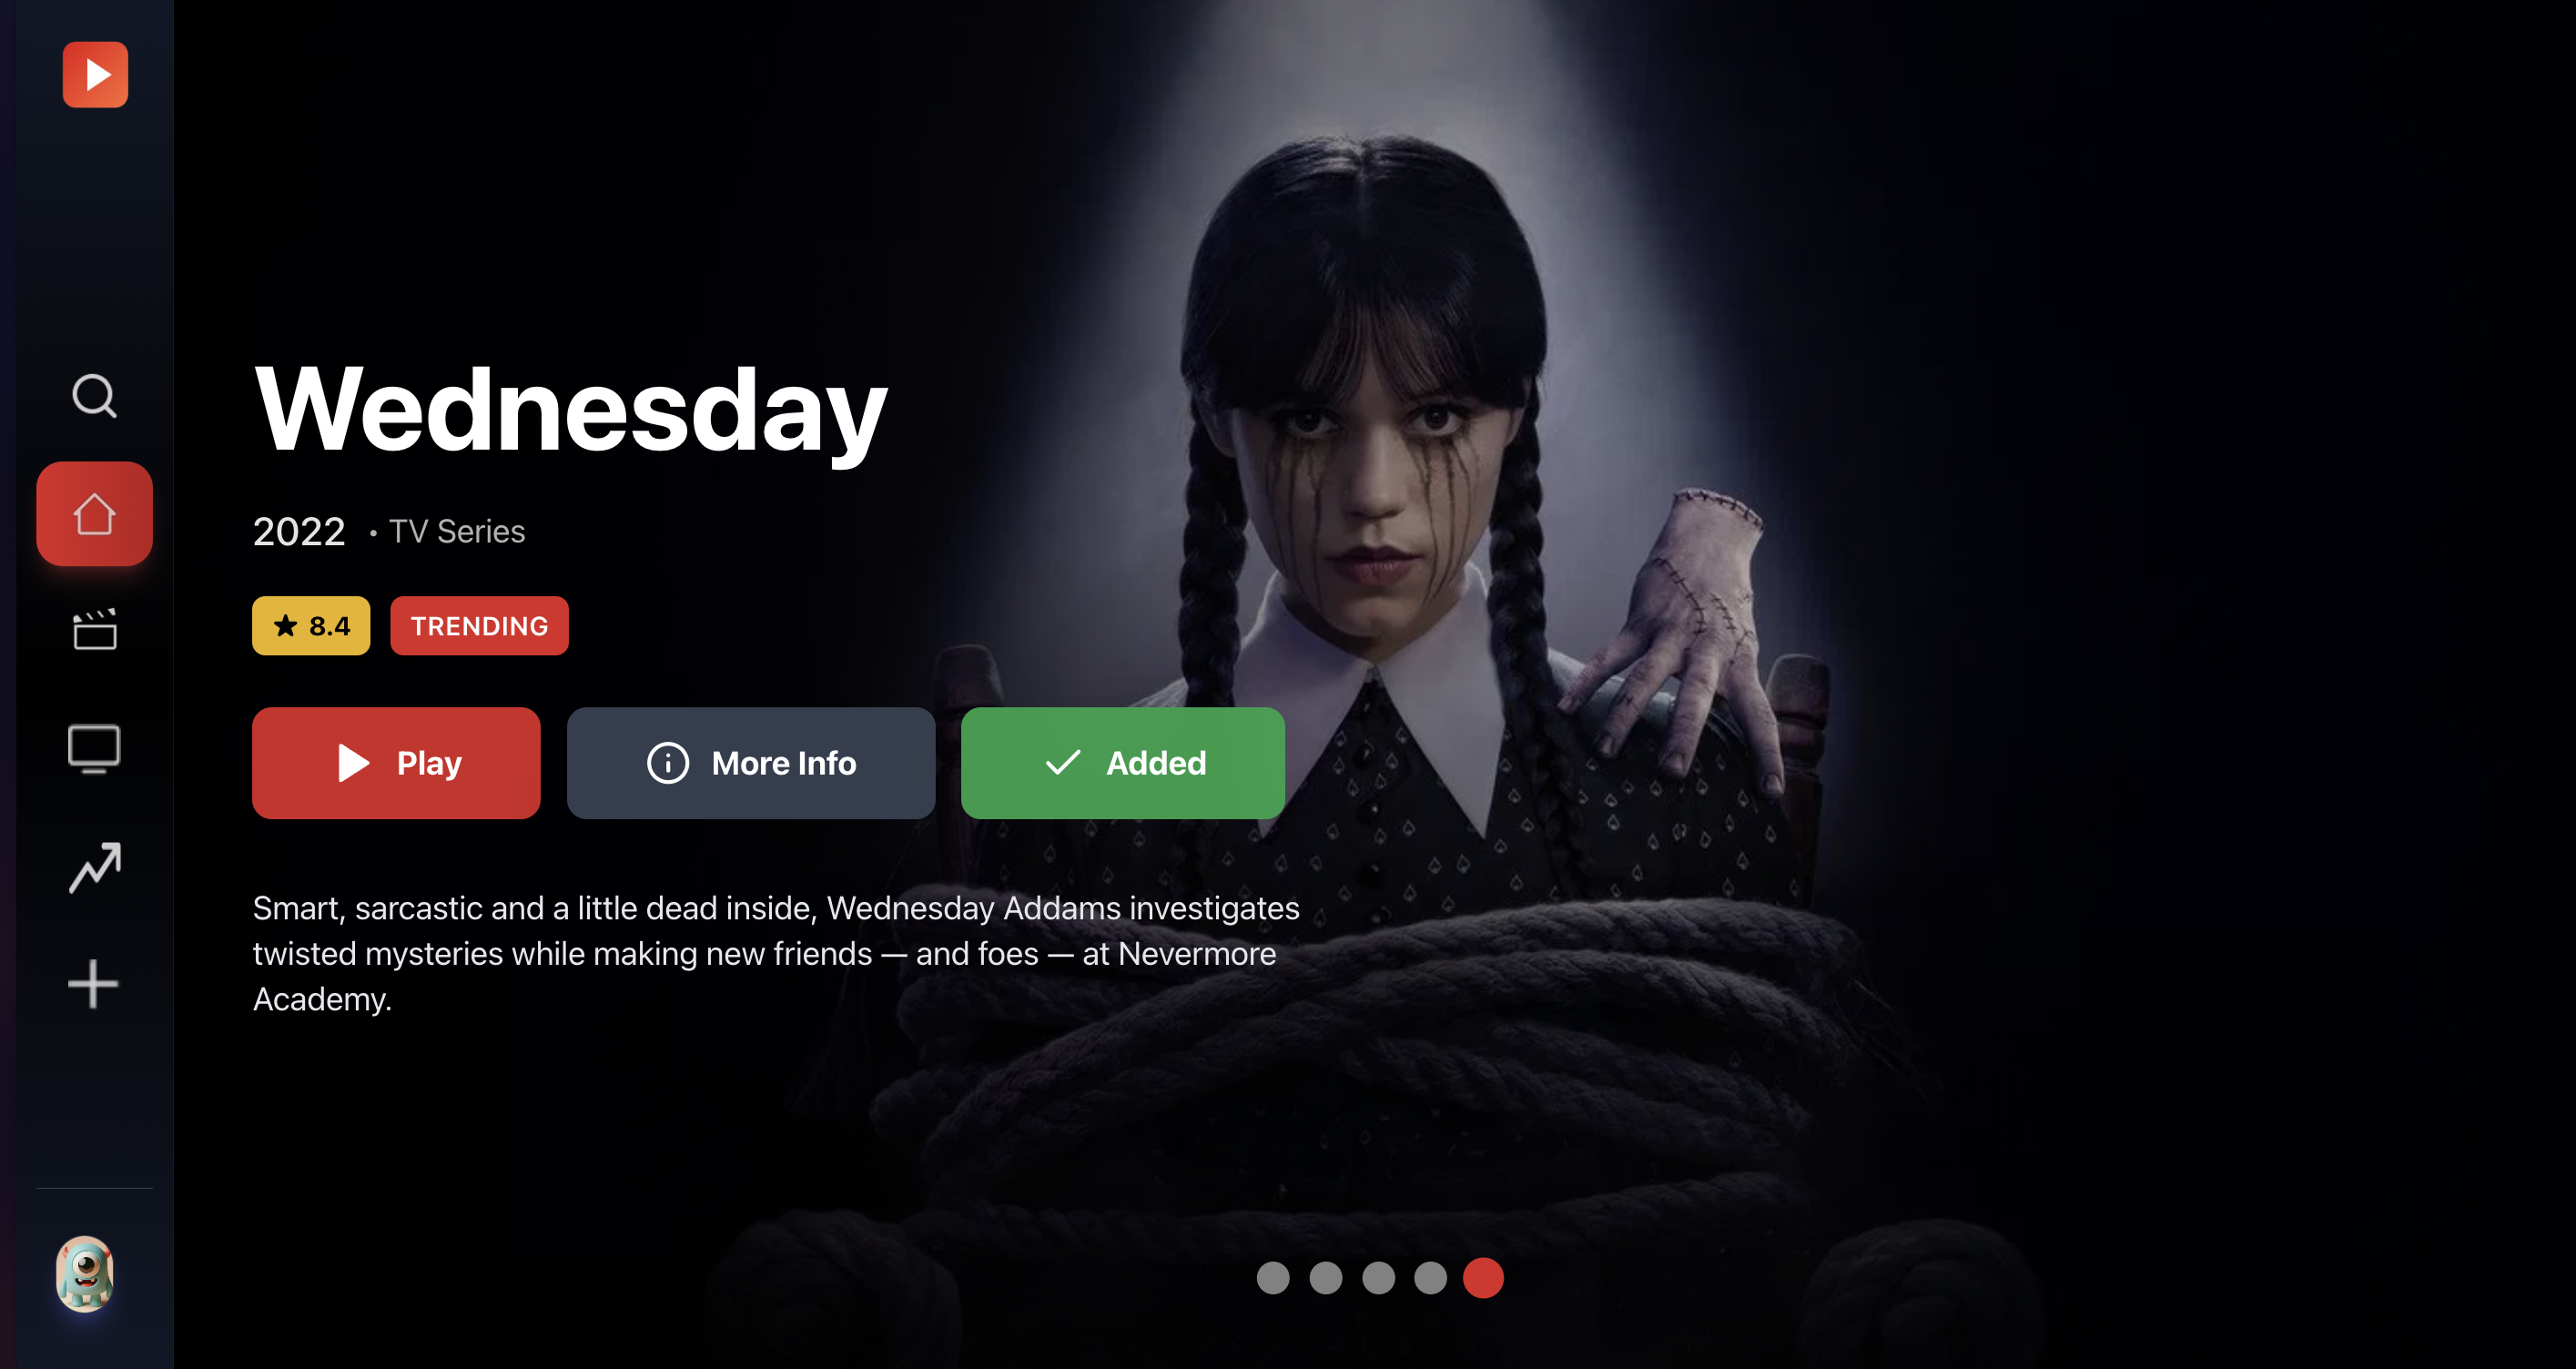 Wednesday
2022 • TV Series
★ 8.4 TRENDING
Play More Info Added
Smart, sarcastic and a little dead inside, Wednesday Addams investigates
twisted mysteries while making new friends — and foes — at Nevermore
Academy.